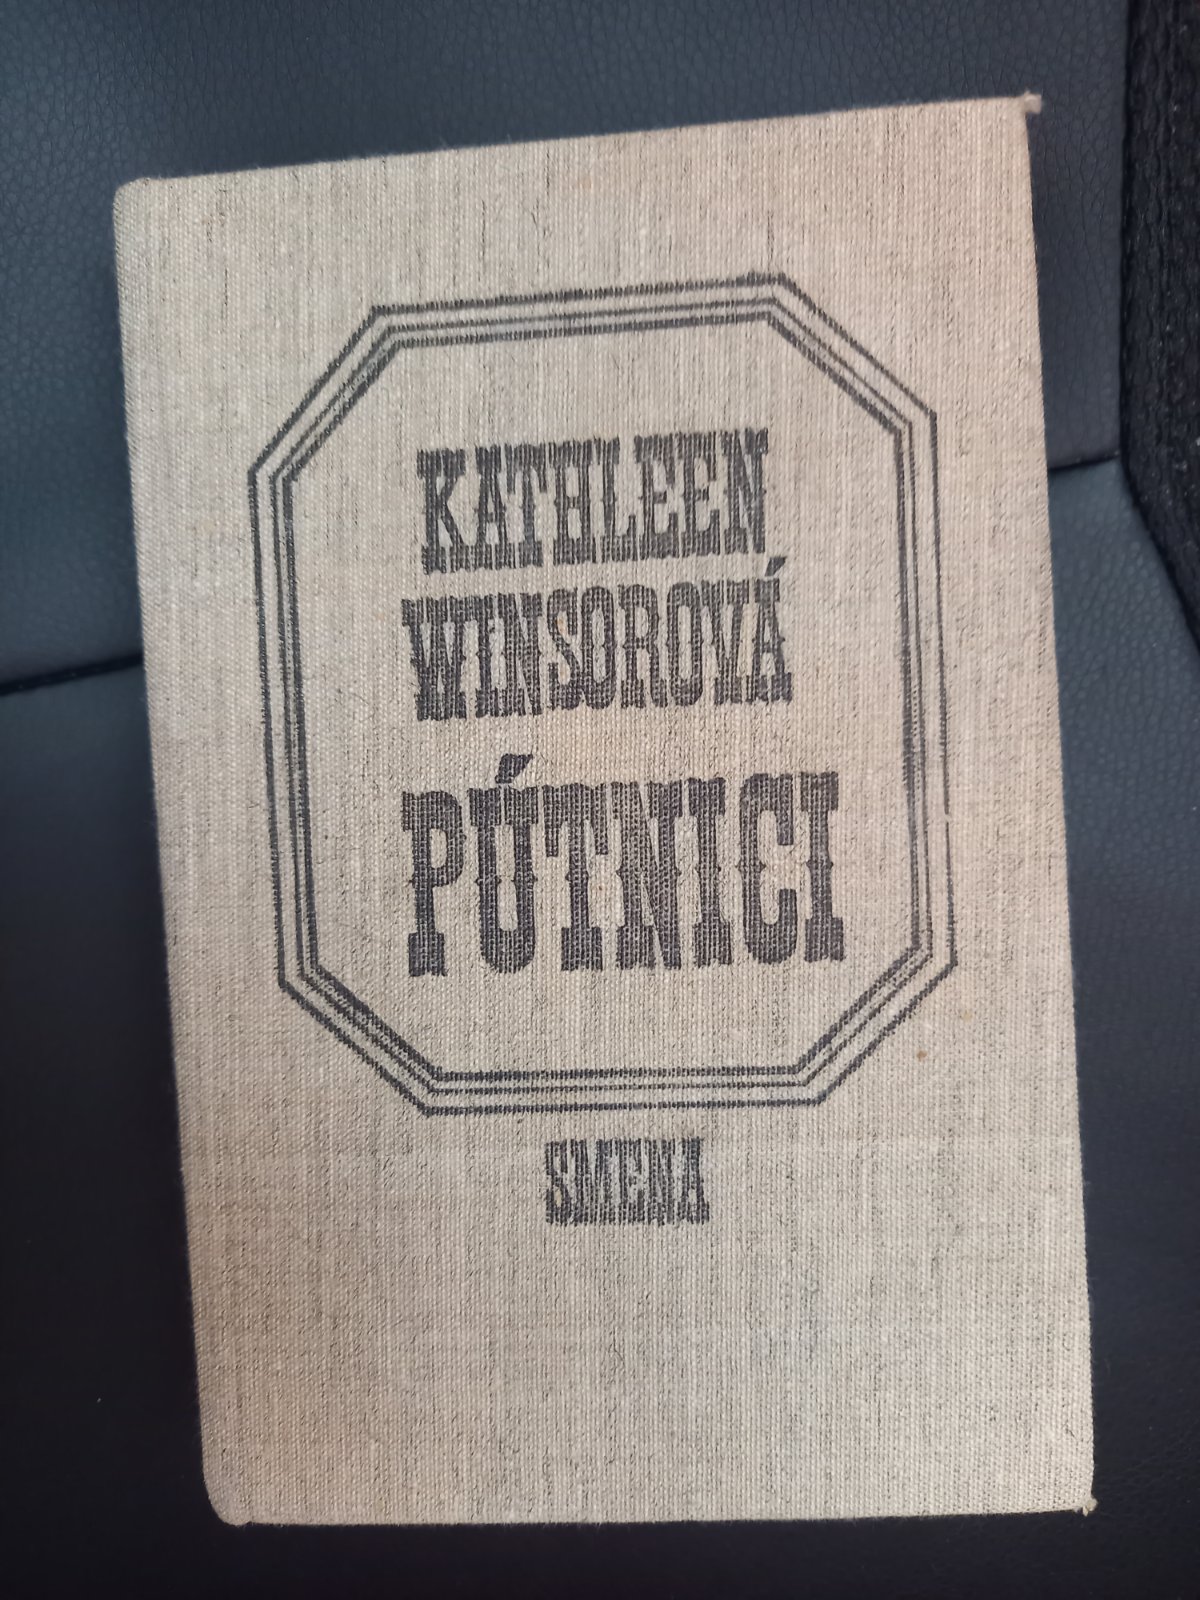 KATHLEEN
WINSOROVÁ
PÚTNICI
SMENA